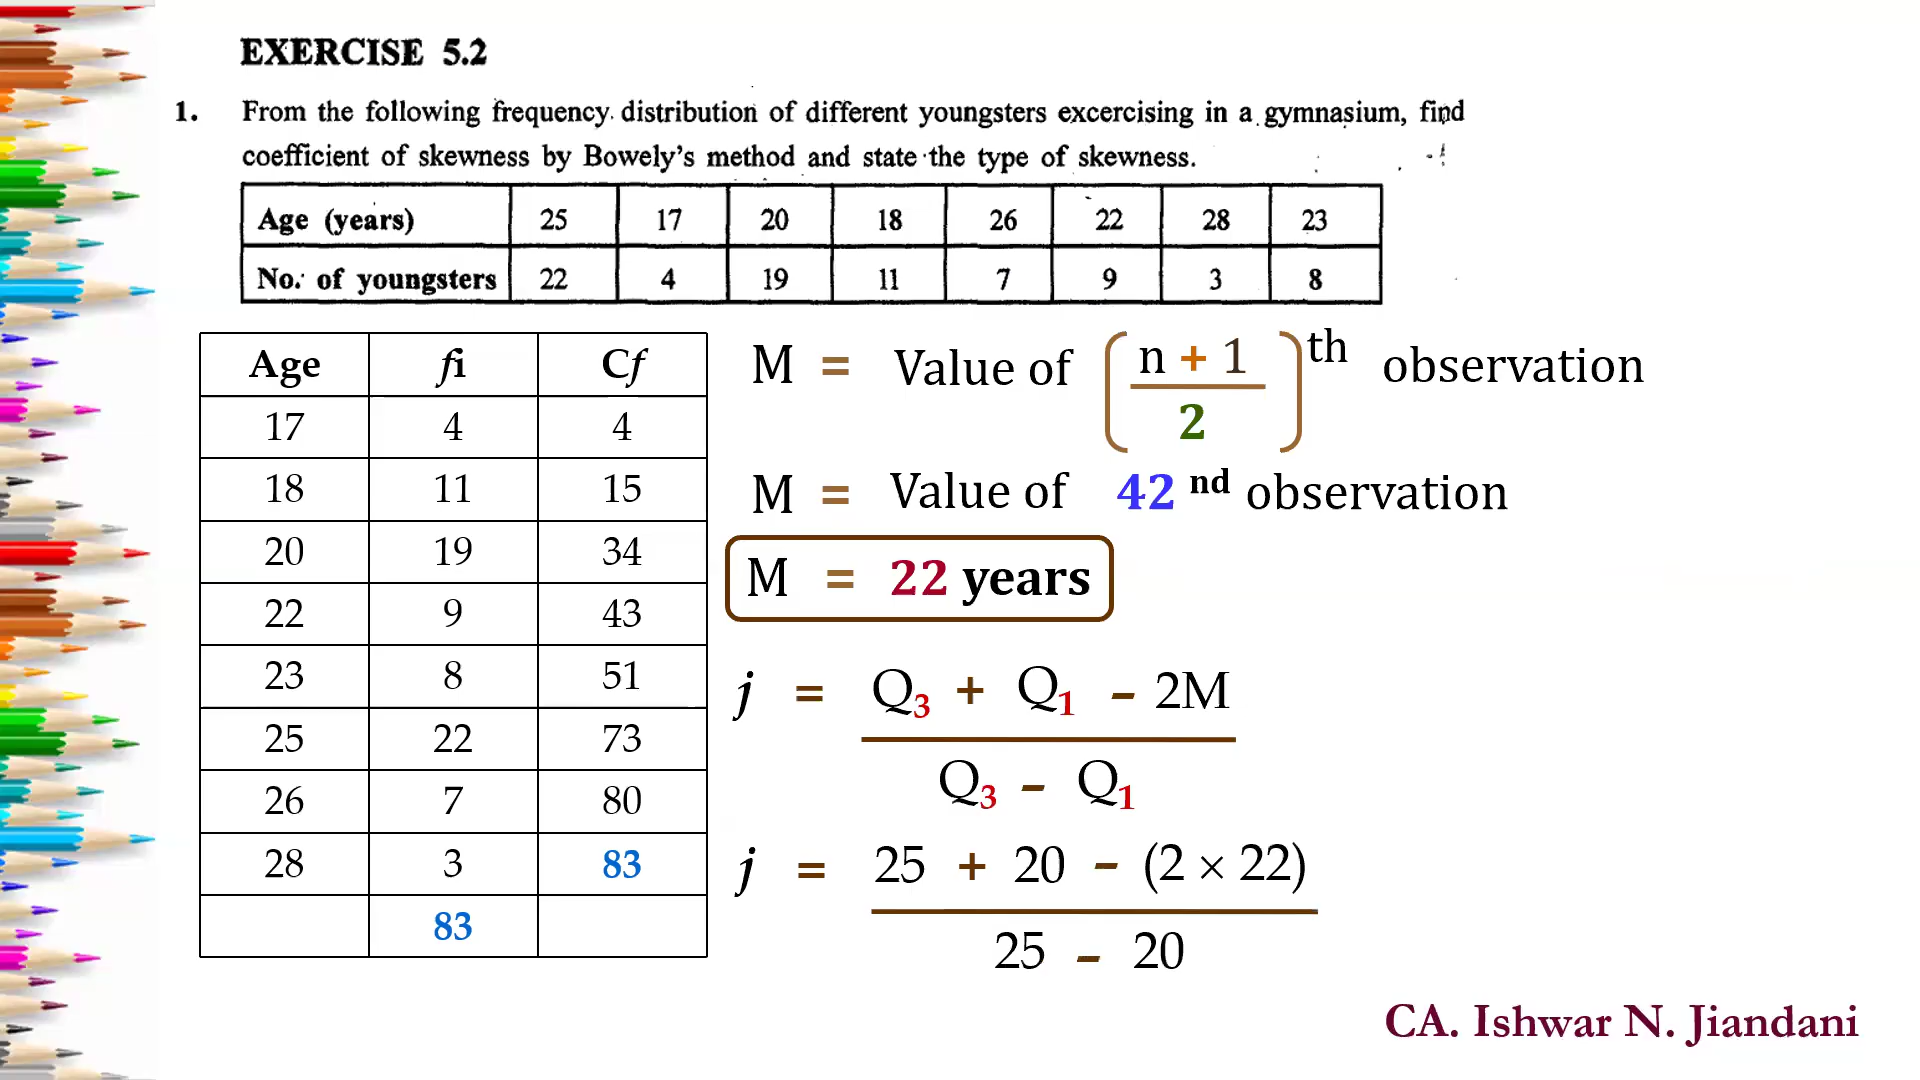 EXERCISE 5.2
1. From the following frequency distribution of different youngsters excercising in a gymnasium, find
coefficient of skewness by Bowely's method and state the type of skewness.
Age (years) 25 17 20 18 26 22 28 23
No. of youngsters 22 4 19 11 7 9 3 8
Age fi Cf
17 4 4
18 11 15
20 19 34
22 9 43
23 8 51
25 22 73
26 7 80
28 3 83
83
M = Value of (n + 1 / 2)th observation
M = Value of 42 nd observation
M = 22 years
j = Q3 + Q1 – 2M
Q3 – Q1
j = 25 + 20 – (2 × 22)
25 – 20
CA. Ishwar N. Jiandani